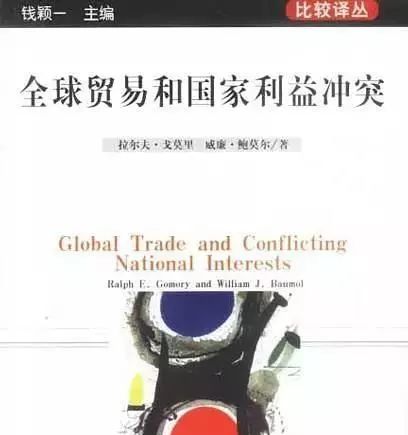 钱颖一 主编
比较译丛
全球贸易和国家利益冲突
拉尔夫·戈莫里 威廉·鲍莫尔/著
Global Trade and Conflicting
National Interests
Ralph E. Gomory and William J. Baumol